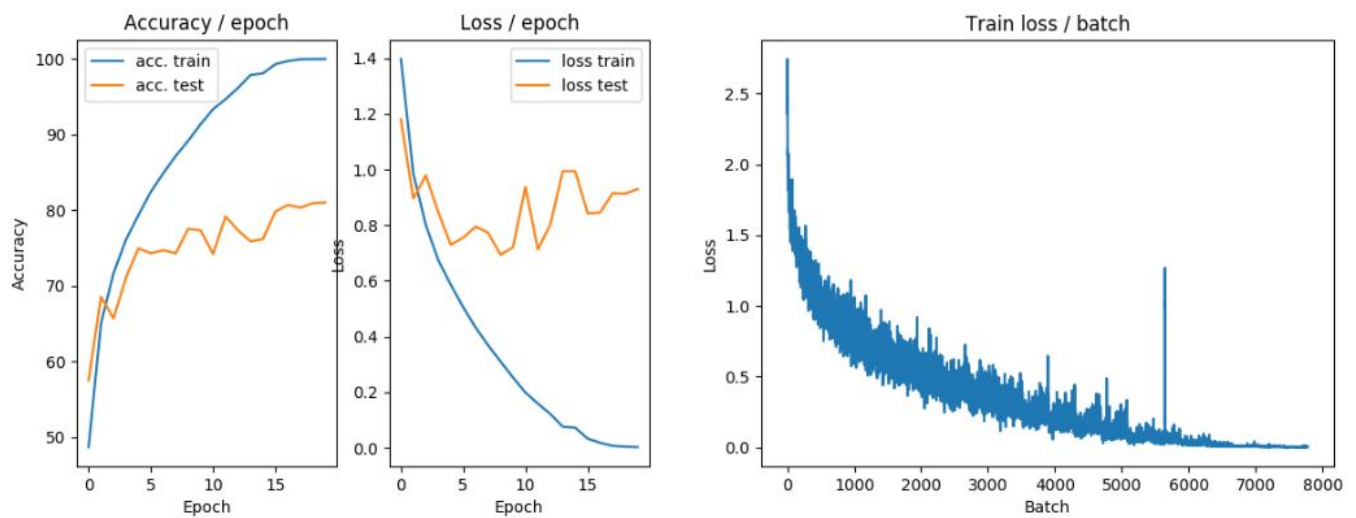 Accuracy / epoch
acc. train
acc. test
100
90
80
70
60
50
Accuracy
0
5
10
15
Epoch
Loss / epoch
loss train
loss test
1.4
1.2
1.0
0.8
0.6
0.4
0.2
0.0
Loss
0
5
10
15
Epoch
Train loss / batch
2.5
2.0
1.5
1.0
0.5
0.0
Loss
0
1000
2000
3000
4000
5000
6000
7000
8000
Batch